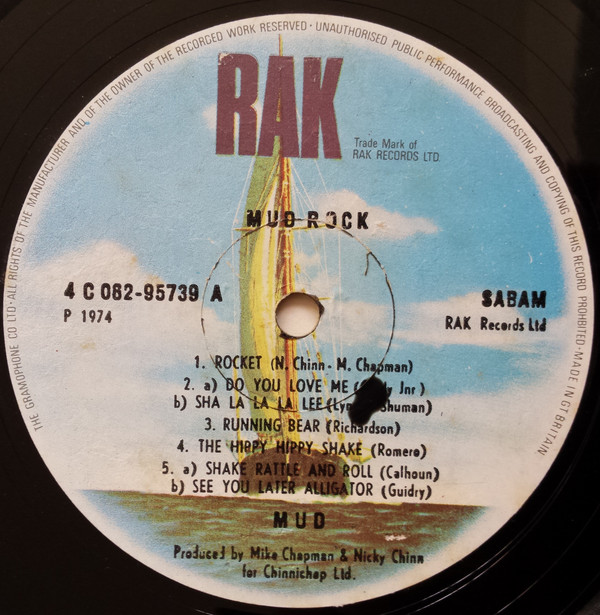 THE GRAMOPHONE CO LTD · ALL RIGHTS OF THE MANUFACTURER AND OF THE OWNER OF THE RECORDED WORK RESERVED · UNAUTHORISED PUBLIC PERFORMANCE BROADCASTING AND COPYING OF THIS RECORD PROHIBITED · MADE IN GT BRITAIN
RAK
Trade Mark of
RAK RECORDS LTD
MUD ROCK
4 C 062-95739 A
P 1974
SABAM
RAK Records Ltd
1. ROCKET (N. Chinn - M. Chapman)
2. a) DO YOU LOVE ME ( Jnr )
b) SHA LA LA LA LEE ( Shuman)
3. RUNNING BEAR (Richardson)
4. THE HIPPY HIPPY SHAKE (Romero)
5. a) SHAKE RATTLE AND ROLL (Calhoun)
b) SEE YOU LATER ALLIGATOR (Guidry)
MUD
Produced by Mike Chapman & Nicky Chinn
for Chinnichap Ltd.